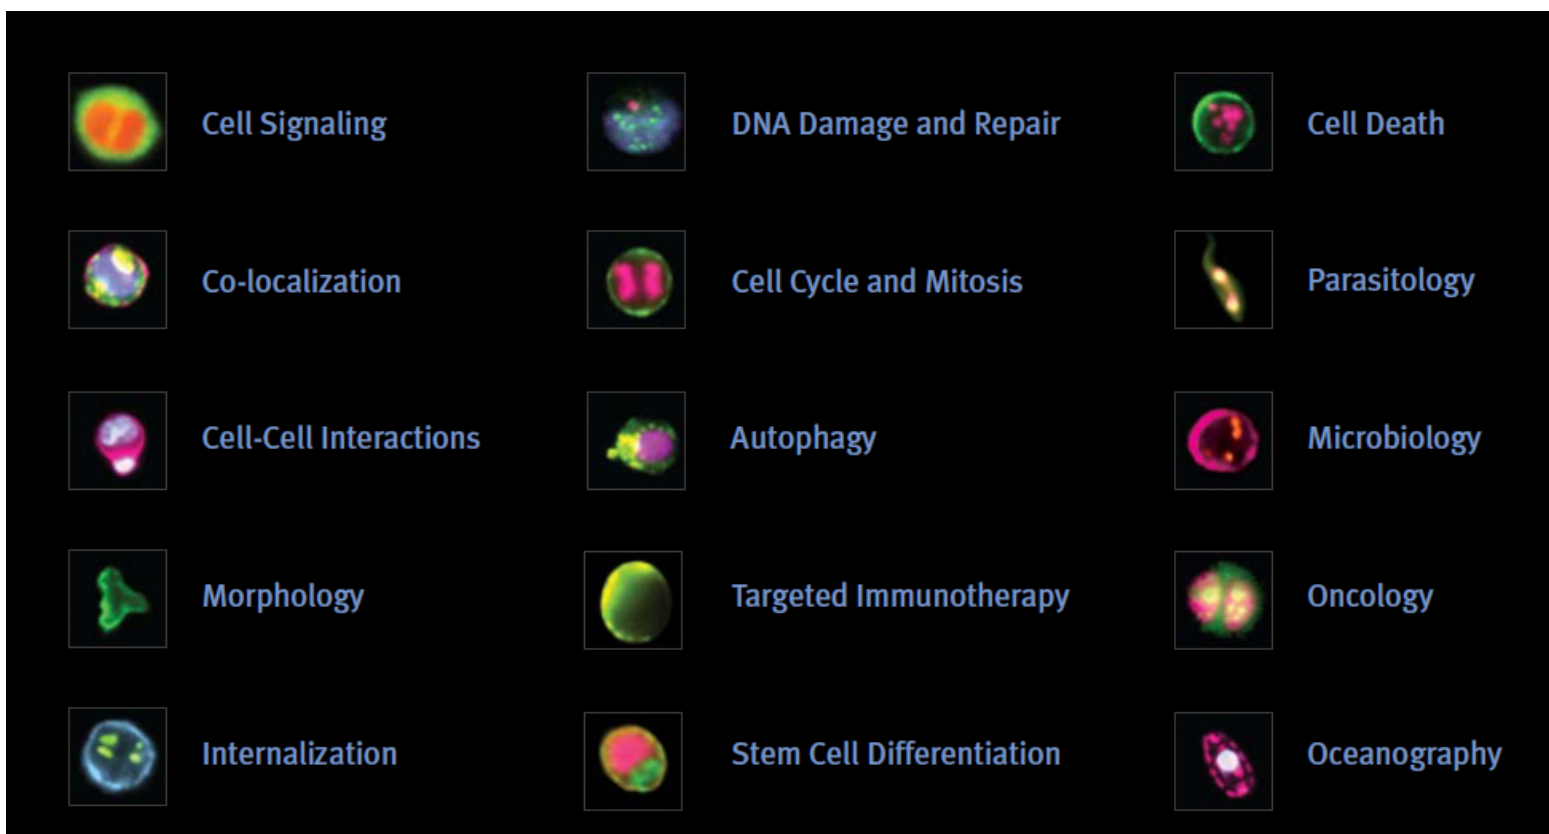 Cell Signaling
DNA Damage and Repair
Cell Death
Co-localization
Cell Cycle and Mitosis
Parasitology
Cell-Cell Interactions
Autophagy
Microbiology
Morphology
Targeted Immunotherapy
Oncology
Internalization
Stem Cell Differentiation
Oceanography